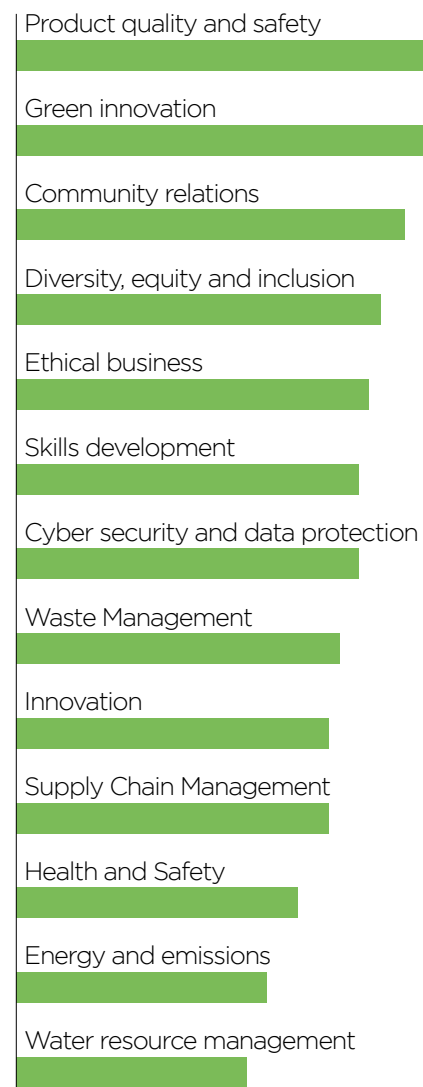 Product quality and safety
Green innovation
Community relations
Diversity, equity and inclusion
Ethical business
Skills development
Cyber security and data protection
Waste Management
Innovation
Supply Chain Management
Health and Safety
Energy and emissions
Water resource management